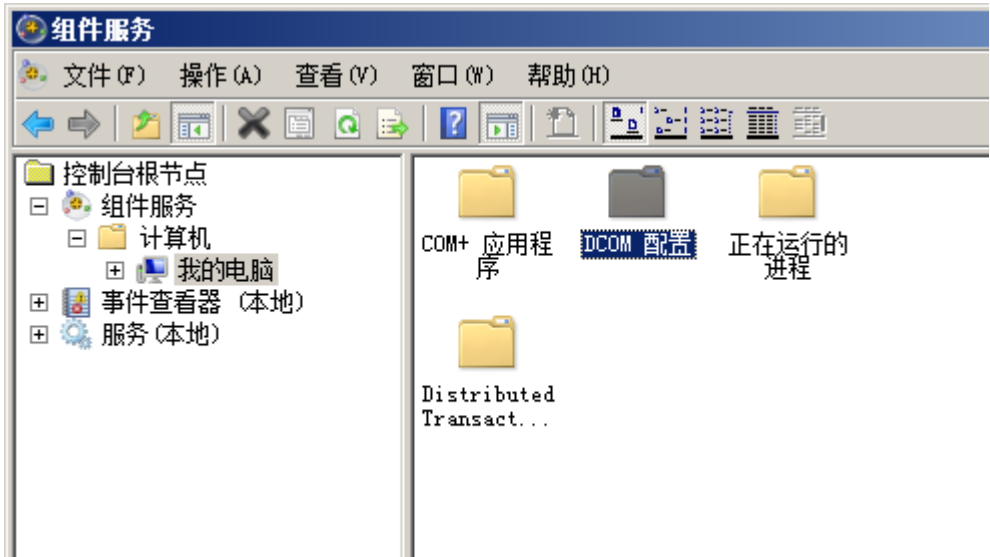 组件服务
文件(F) 操作(A) 查看(V) 窗口(W) 帮助(H)
控制台根节点
组件服务
计算机
我的电脑
事件查看器 (本地)
服务(本地)
COM+ 应用程
序
DCOM 配置
正在运行的
进程
Distributed
Transact...